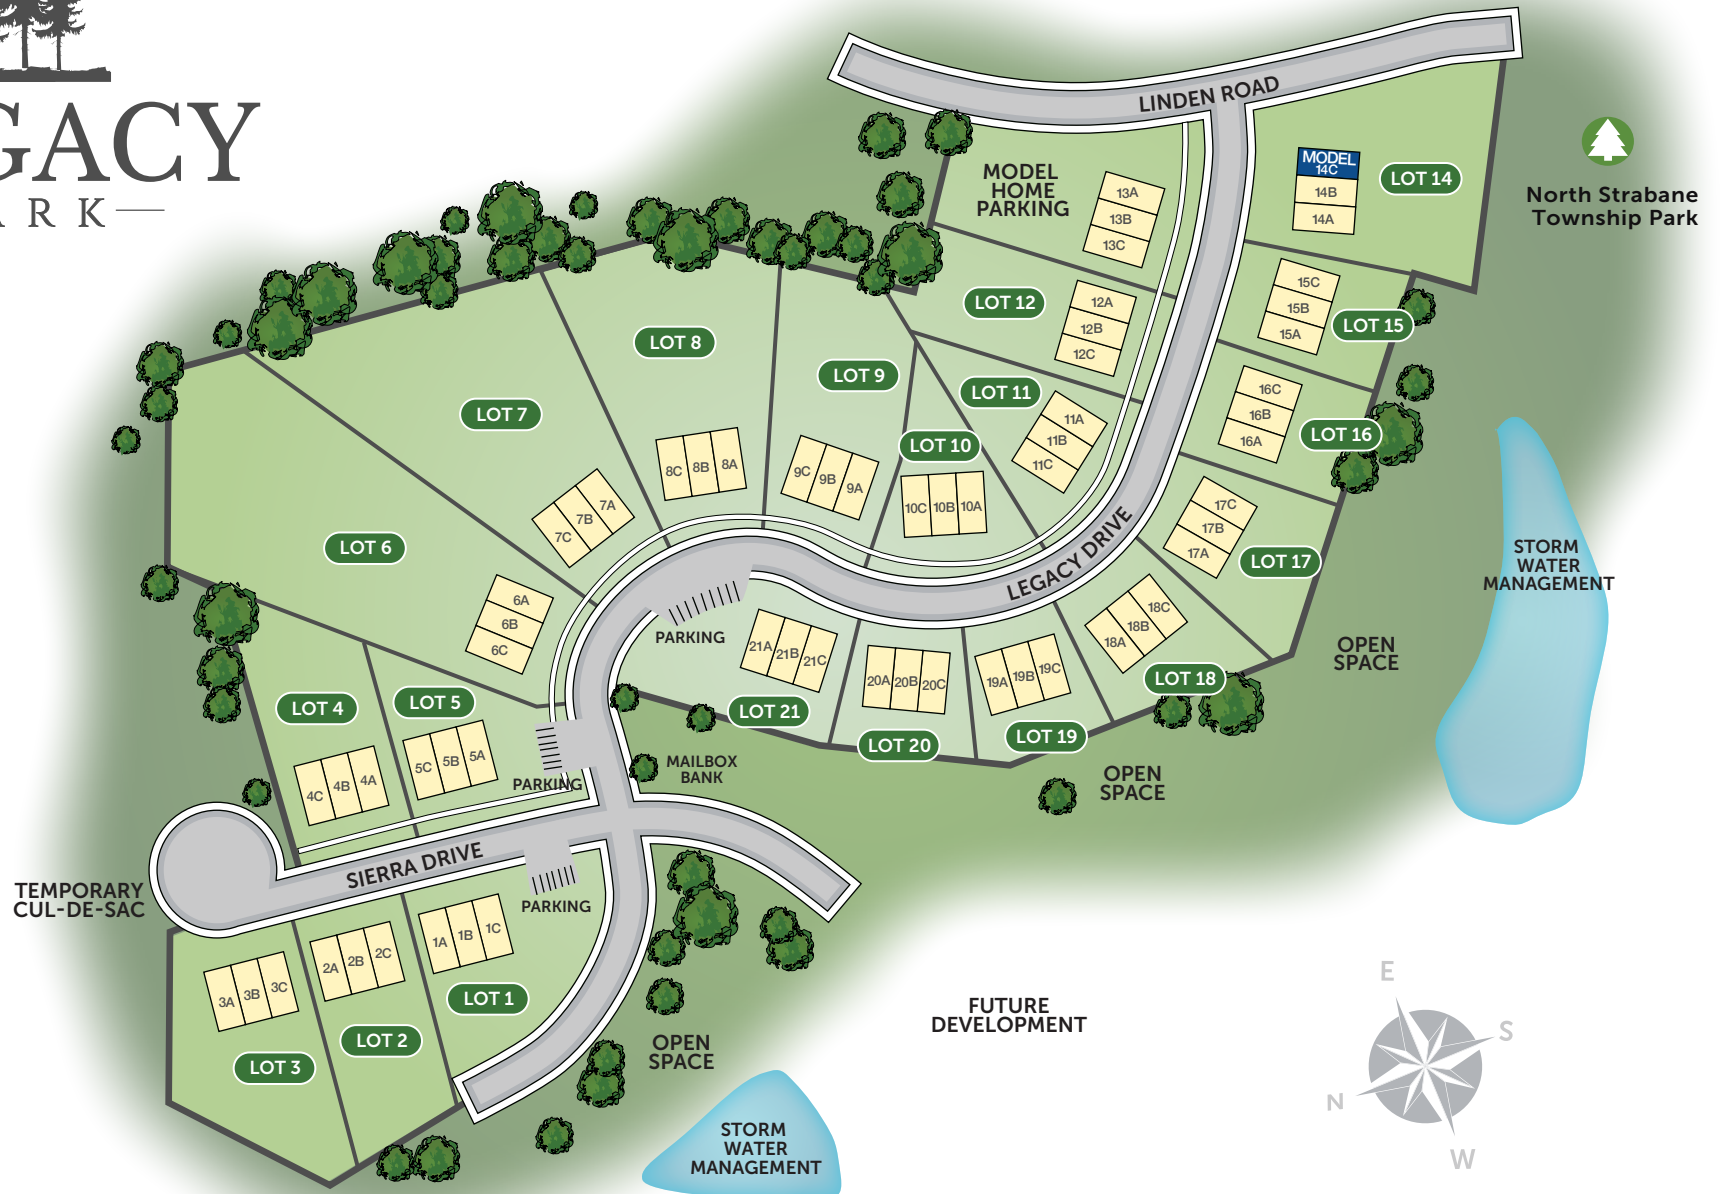 GACY
ARK
LINDEN ROAD
MODEL
HOME
PARKING
13A
13B
13C
MODEL
14C
14B
14A
LOT 14
North Strabane
Township Park
LOT 12
12A
12B
12C
15C
15B
15A
LOT 15
LOT 8
LOT 9
LOT 11
11A
11B
11C
16C
16B
16A
LOT 16
LOT 7
LOT 10
8C
8B
8A
9C
9B
9A
10C
10B
10A
7A
7B
7C
LEGACY DRIVE
17C
17B
17A
LOT 17
STORM
WATER
MANAGEMENT
LOT 6
6A
6B
6C
PARKING
21A
21B
21C
20A
20B
20C
19A
19B
19C
18A
18B
18C
LOT 18
OPEN
SPACE
LOT 4
LOT 5
LOT 21
LOT 20
LOT 19
4C
4B
4A
5C
5B
5A
PARKING
MAILBOX
BANK
OPEN
SPACE
SIERRA DRIVE
TEMPORARY
CUL-DE-SAC
PARKING
3A
3B
3C
2A
2B
2C
1A
1B
1C
LOT 1
LOT 2
LOT 3
OPEN
SPACE
FUTURE
DEVELOPMENT
STORM
WATER
MANAGEMENT
E
S
N
W